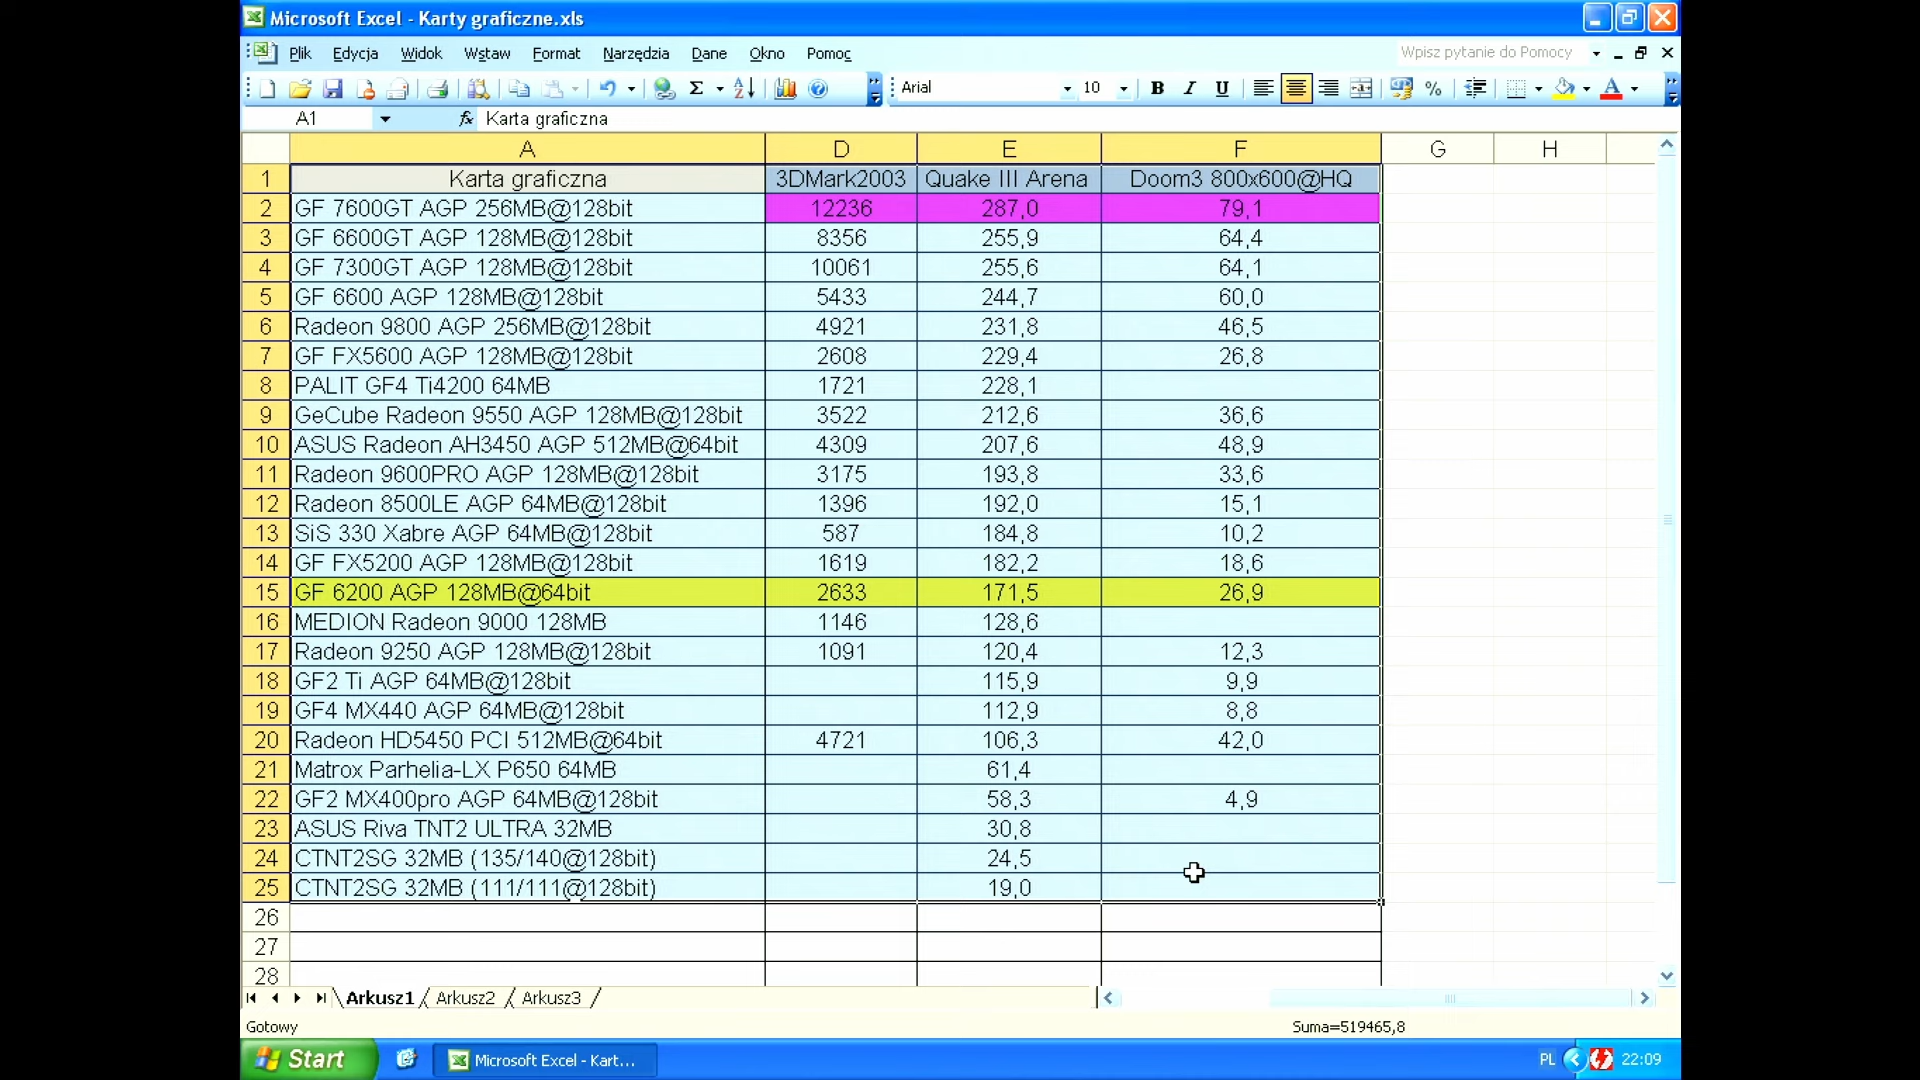 Microsoft Excel - Karty graficzne.xls
Plik Edycja Widok Wstaw Format Narzędzia Dane Okno Pomoc Wpisz pytanie do Pomocy
Arial 10 B I U %
A1 fx Karta graficzna
A D E F G H
1 Karta graficzna 3DMark2003 Quake III Arena Doom3 800x600@HQ
2 GF 7600GT AGP 256MB@128bit 12236 287,0 79,1
3 GF 6600GT AGP 128MB@128bit 8356 255,9 64,4
4 GF 7300GT AGP 128MB@128bit 10061 255,6 64,1
5 GF 6600 AGP 128MB@128bit 5433 244,7 60,0
6 Radeon 9800 AGP 256MB@128bit 4921 231,8 46,5
7 GF FX5600 AGP 128MB@128bit 2608 229,4 26,8
8 PALIT GF4 Ti4200 64MB 1721 228,1
9 GeCube Radeon 9550 AGP 128MB@128bit 3522 212,6 36,6
10 ASUS Radeon AH3450 AGP 512MB@64bit 4309 207,6 48,9
11 Radeon 9600PRO AGP 128MB@128bit 3175 193,8 33,6
12 Radeon 8500LE AGP 64MB@128bit 1396 192,0 15,1
13 SiS 330 Xabre AGP 64MB@128bit 587 184,8 10,2
14 GF FX5200 AGP 128MB@128bit 1619 182,2 18,6
15 GF 6200 AGP 128MB@64bit 2633 171,5 26,9
16 MEDION Radeon 9000 128MB 1146 128,6
17 Radeon 9250 AGP 128MB@128bit 1091 120,4 12,3
18 GF2 Ti AGP 64MB@128bit 115,9 9,9
19 GF4 MX440 AGP 64MB@128bit 112,9 8,8
20 Radeon HD5450 PCI 512MB@64bit 4721 106,3 42,0
21 Matrox Parhelia-LX P650 64MB 61,4
22 GF2 MX400pro AGP 64MB@128bit 58,3 4,9
23 ASUS Riva TNT2 ULTRA 32MB 30,8
24 CTNT2SG 32MB (135/140@128bit) 24,5
25 CTNT2SG 32MB (111/111@128bit) 19,0
26
27
28
Arkusz1 Arkusz2 Arkusz3
Gotowy Suma=519465,8
Start Microsoft Excel - Kart... PL 22:09